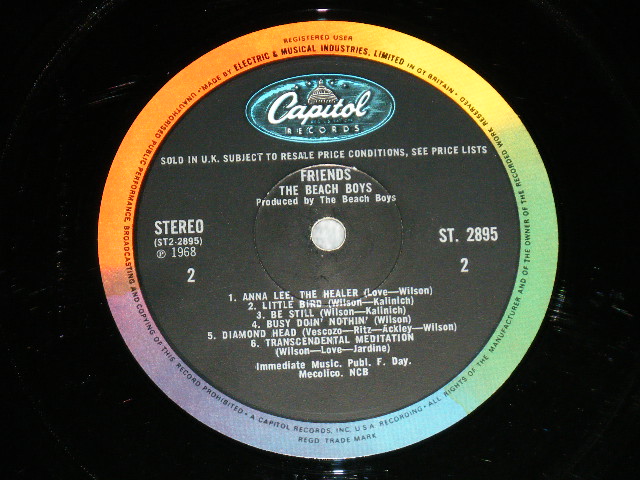 REGISTERED USER
MADE BY ELECTRIC & MUSICAL INDUSTRIES, LIMITED IN GT BRITAIN • ALL RIGHTS OF THE MANUFACTURER AND OF THE OWNER OF THE RECORDED WORK RESERVED
UNAUTHORISED PUBLIC PERFORMANCE, BROADCASTING AND COPYING OF THIS RECORD PROHIBITED • A CAPITOL RECORDS, INC. U.S.A RECORDING •
REGD. TRADE MARK
Capitol
RECORDS
SOLD IN U.K. SUBJECT TO RESALE PRICE CONDITIONS, SEE PRICE LISTS
FRIENDS
THE BEACH BOYS
Produced by The Beach Boys
STEREO
(ST2-2895)
℗ 1968
2
ST. 2895
2
1. ANNA LEE, THE HEALER (Love—Wilson)
2. LITTLE BIRD (Wilson—Kalinich)
3. BE STILL (Wilson—Kalinich)
4. BUSY DOIN' NOTHIN' (Wilson)
5. DIAMOND HEAD (Vescozo—Ritz—Ackley—Wilson)
6. TRANSCENDENTAL MEDITATION
(Wilson—Love—Jardine)
Immediate Music. Publ. F. Day.
Mecolico. NCB